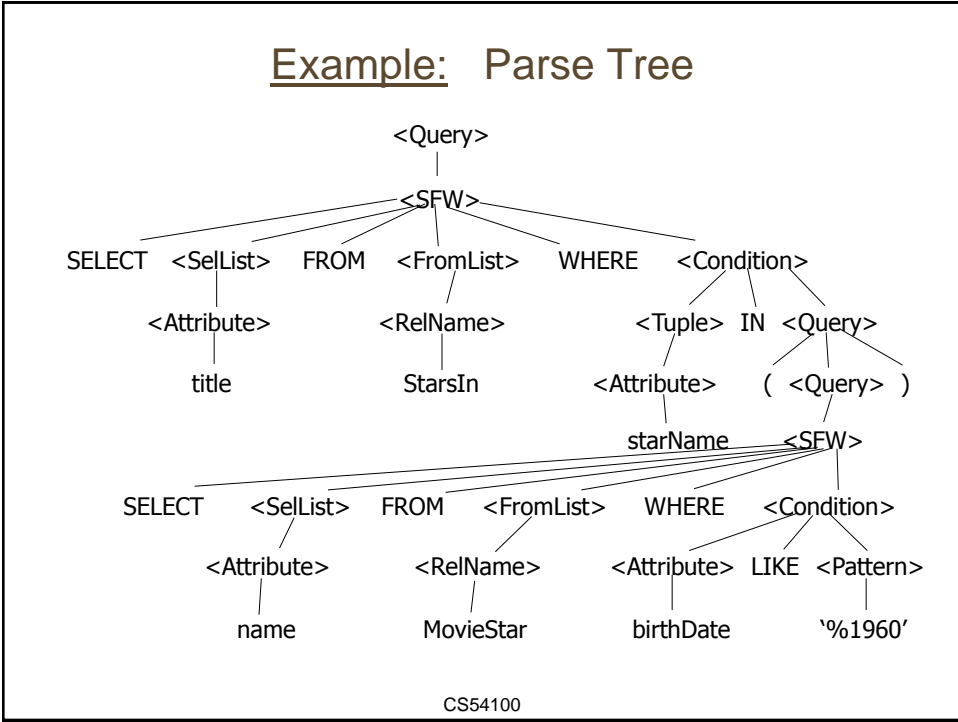 Example: Parse Tree
<Query>
<SFW>
SELECT <SelList> FROM <FromList> WHERE <Condition>
<Attribute> <RelName> <Tuple> IN <Query>
title StarsIn <Attribute> ( <Query> )
starName <SFW>
SELECT <SelList> FROM <FromList> WHERE <Condition>
<Attribute> <RelName> <Attribute> LIKE <Pattern>
name MovieStar birthDate ‘%1960’
CS54100